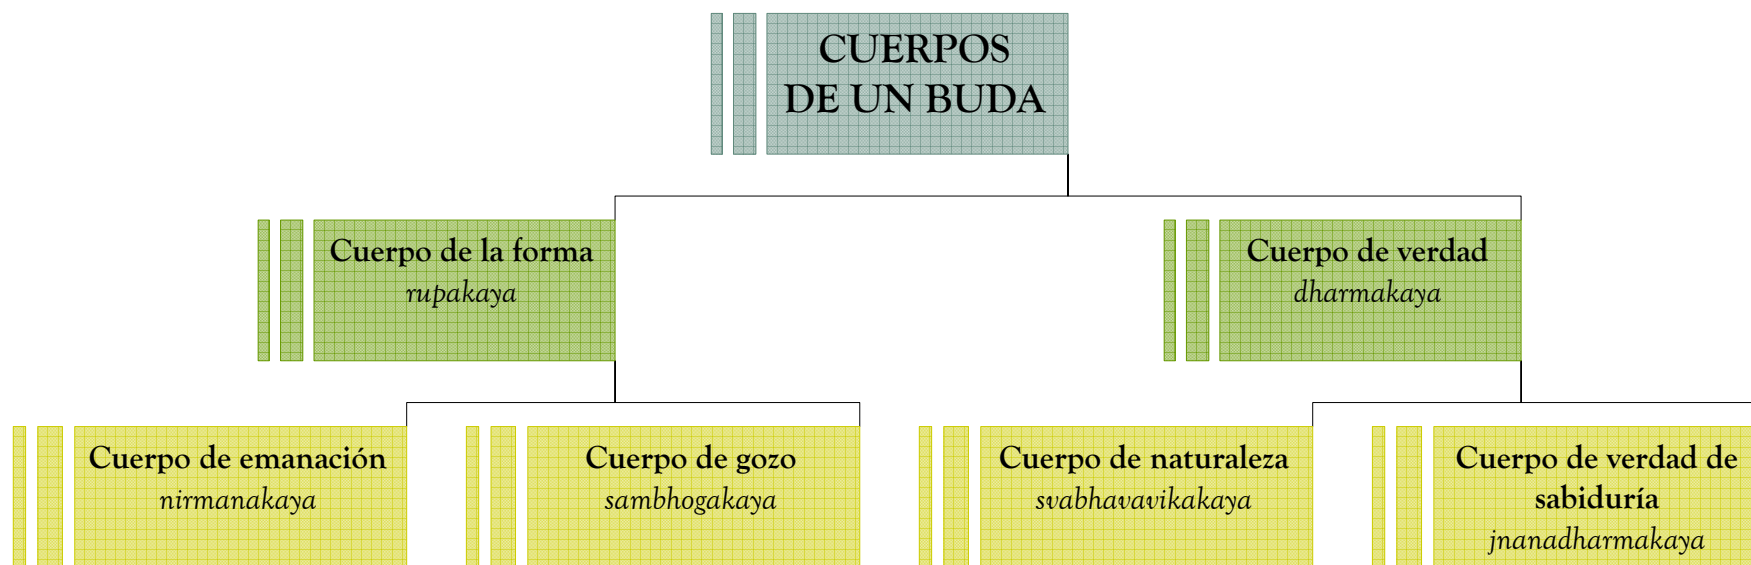 CUERPOS
DE UN BUDA
Cuerpo de la forma
rupakaya
Cuerpo de verdad
dharmakaya
Cuerpo de emanación
nirmanakaya
Cuerpo de gozo
sambhogakaya
Cuerpo de naturaleza
svabhavavikakaya
Cuerpo de verdad de
sabiduría
jnanadharmakaya